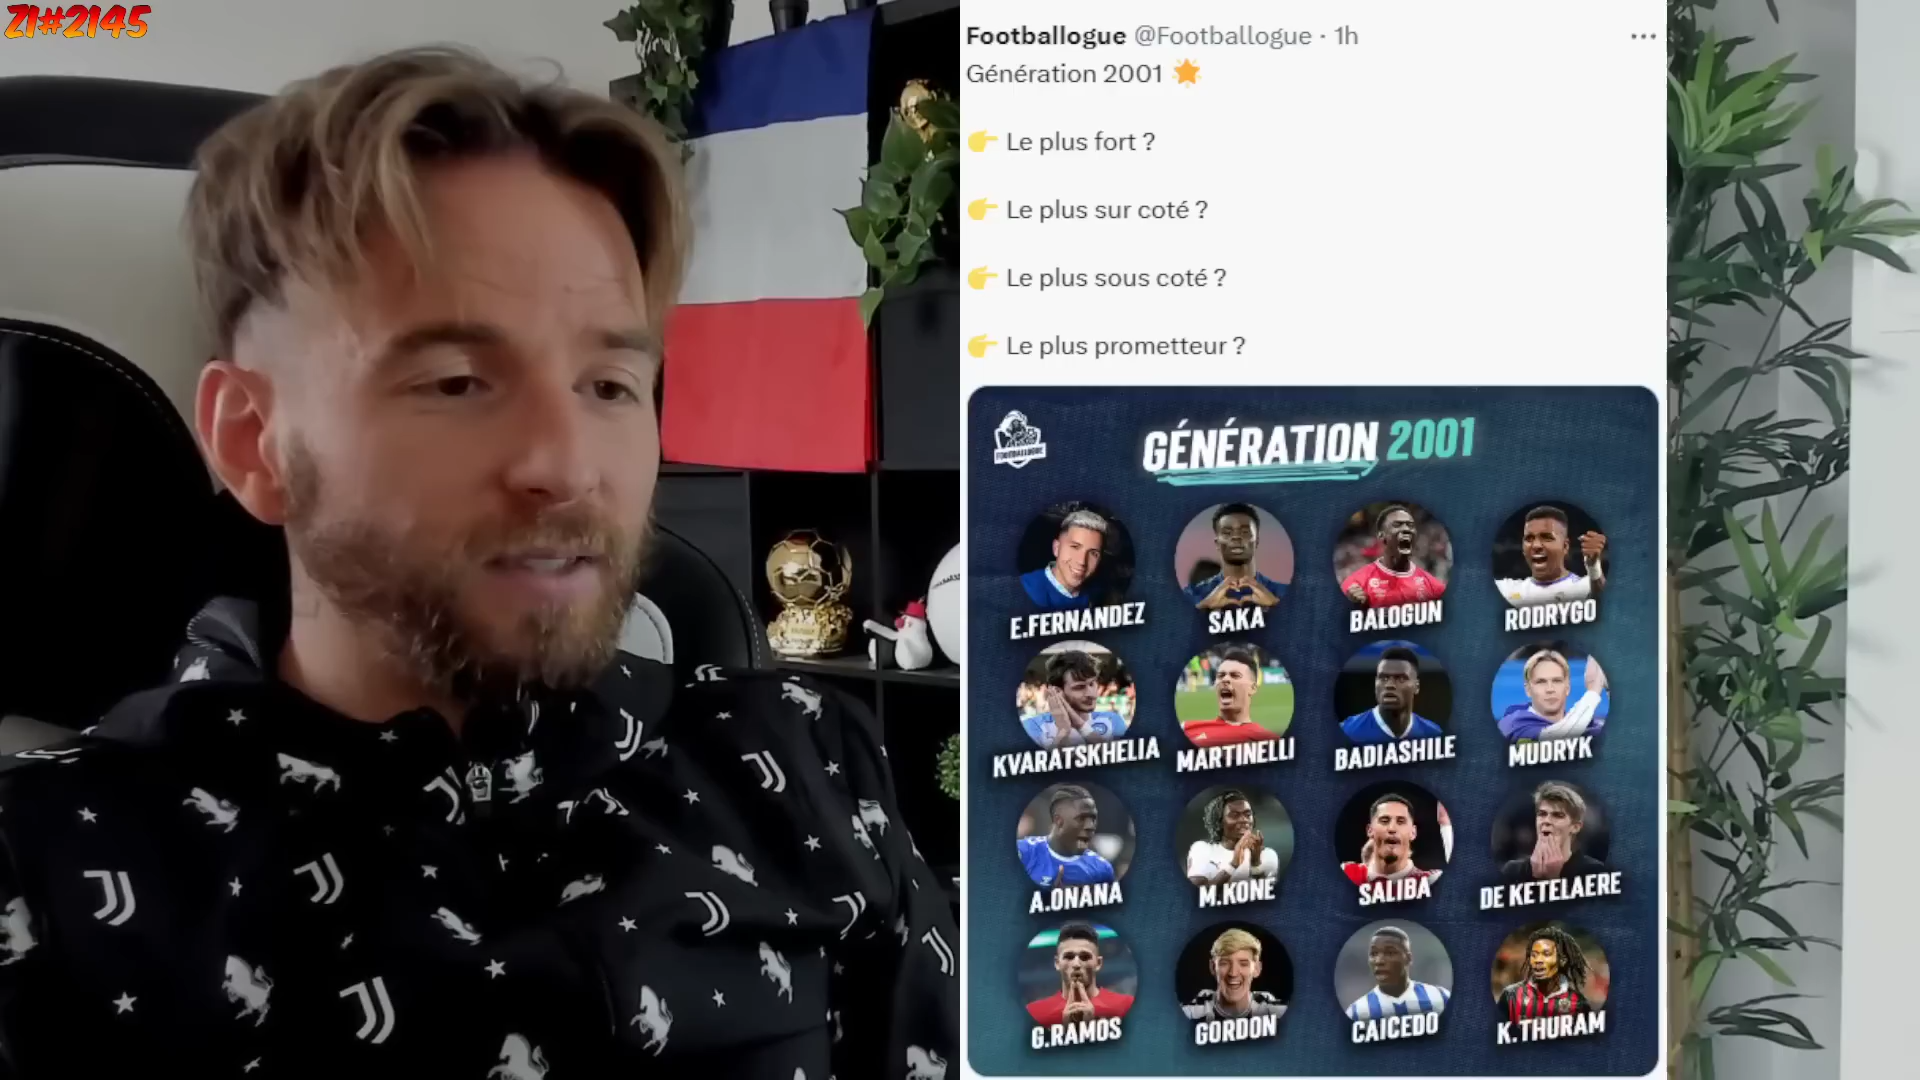 ZI#2145
Footballogue @Footballogue · 1h
Génération 2001
Le plus fort ?
Le plus sur coté ?
Le plus sous coté ?
Le plus prometteur ?
FOOTBALLOGUE
GÉNÉRATION 2001
E.FERNANDEZ
SAKA
BALOGUN
RODRYGO
KVARATSKHELIA
MARTINELLI
BADIASHILE
MUDRYK
A.ONANA
M.KONÉ
SALIBA
DE KETELAERE
G.RAMOS
GORDON
CAICEDO
K.THURAM